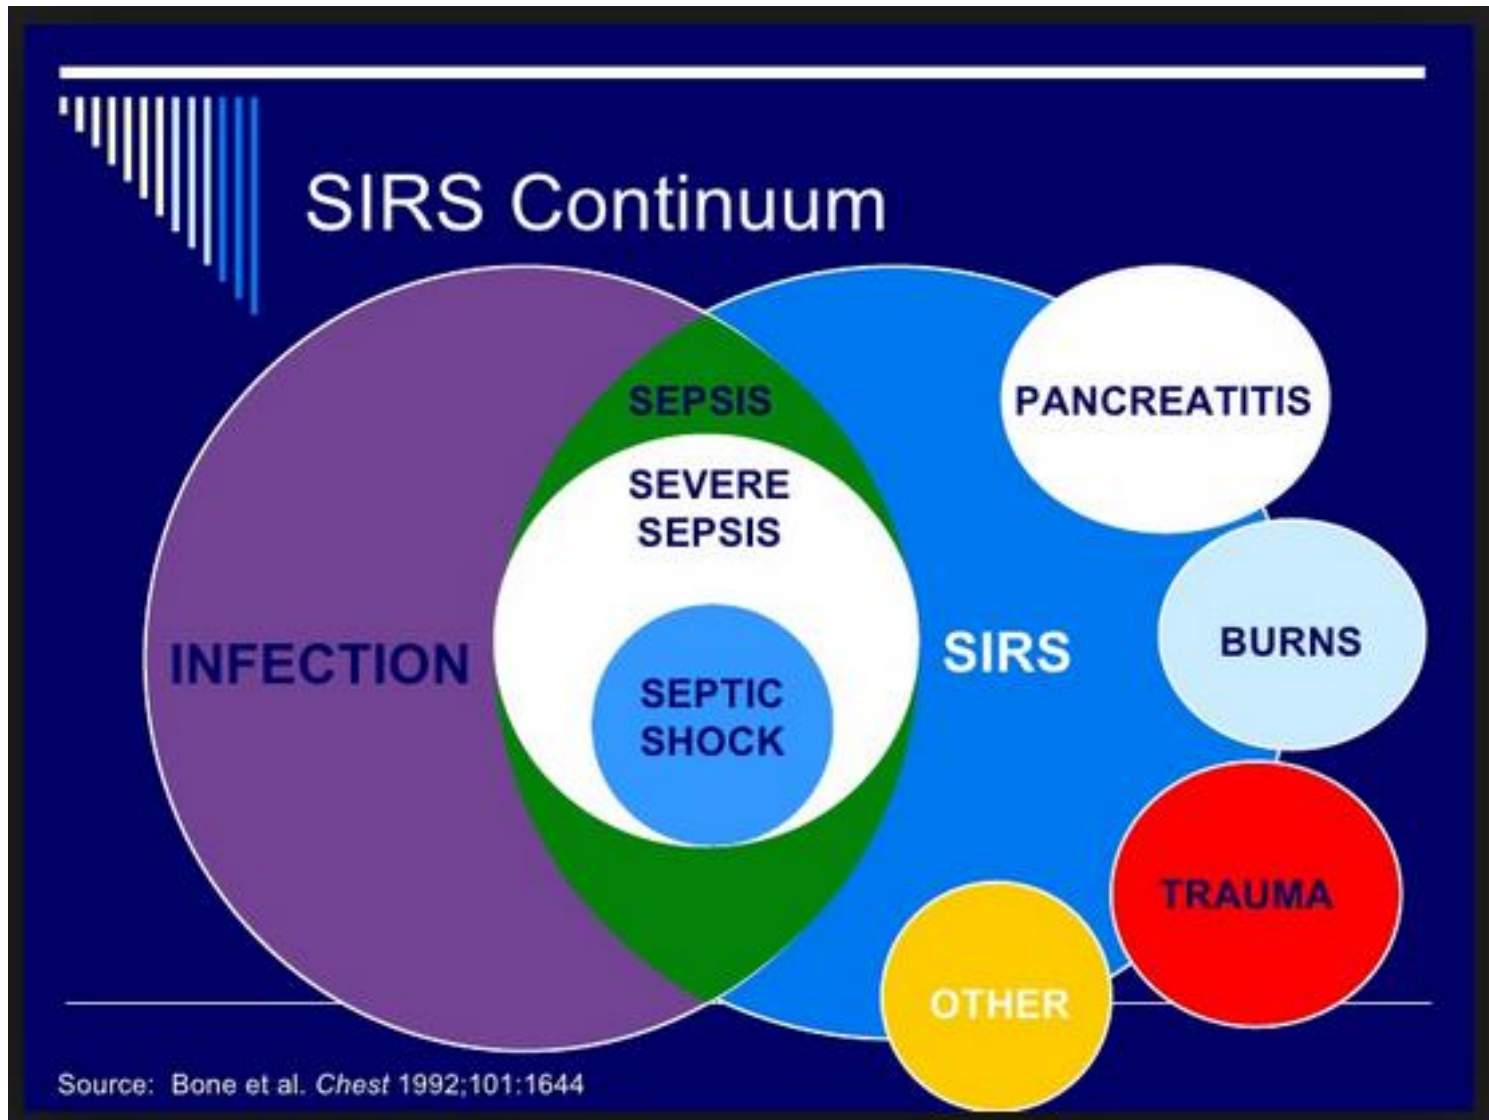 SIRS Continuum
SEPSIS
PANCREATITIS
SEVERE
SEPSIS
BURNS
INFECTION
SIRS
SEPTIC
SHOCK
TRAUMA
OTHER
Source: Bone et al. Chest 1992;101:1644